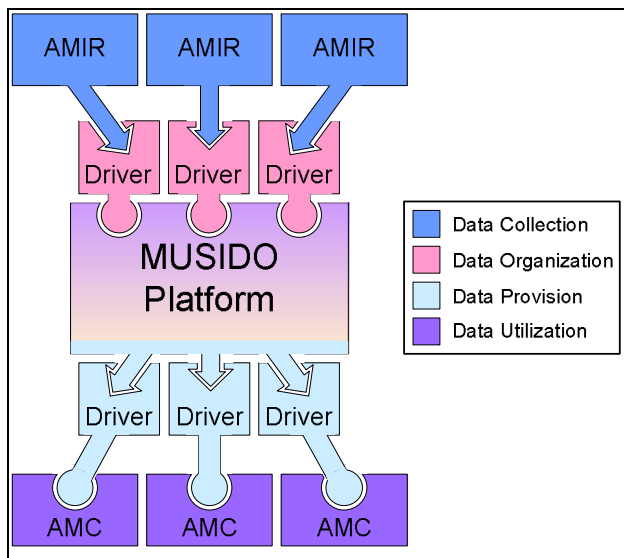 AMIR AMIR AMIR
Driver Driver Driver
MUSIDO
Platform
Driver Driver Driver
AMC AMC AMC
Data Collection
Data Organization
Data Provision
Data Utilization